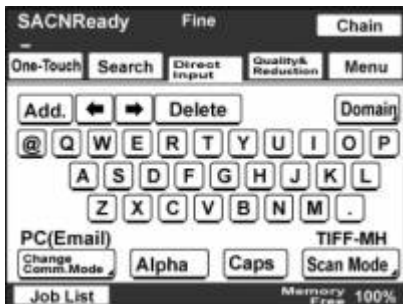 SACNReady Fine Chain
One-Touch Search Direct Input Quality& Reduction Menu
Add. ← → Delete Domain
@ Q W E R T Y U I O P
A S D F G H J K L
Z X C V B N M .
PC(Email) TIFF-MH
Change Comm.Mode Alpha Caps Scan Mode
Job List Memory Free 100%